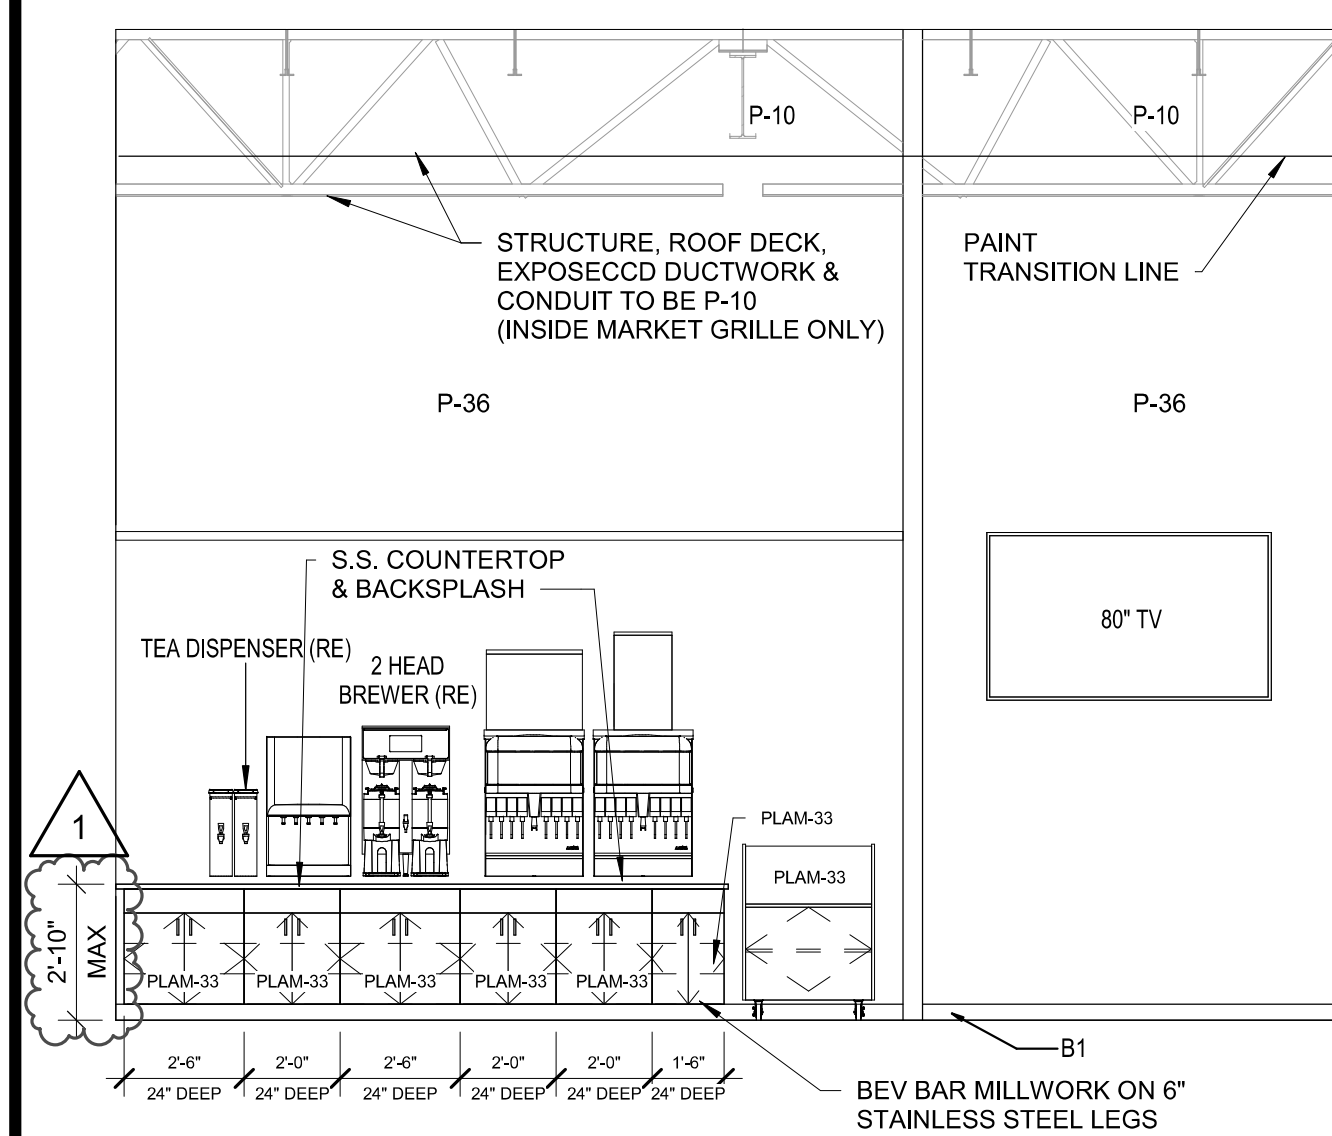 P-10
P-10
STRUCTURE, ROOF DECK,
EXPOSECCD DUCTWORK &
CONDUIT TO BE P-10
(INSIDE MARKET GRILLE ONLY)
PAINT
TRANSITION LINE
P-36
P-36
S.S. COUNTERTOP
& BACKSPLASH
80" TV
TEA DISPENSER (RE)
2 HEAD
BREWER (RE)
1
PLAM-33
PLAM-33
2'-10"
MAX
PLAM-33
PLAM-33
PLAM-33
PLAM-33
PLAM-33
B1
2'-6"
2'-0"
2'-6"
2'-0"
2'-0"
1'-6"
24" DEEP
24" DEEP
24" DEEP
24" DEEP
24" DEEP
24" DEEP
BEV BAR MILLWORK ON 6"
STAINLESS STEEL LEGS